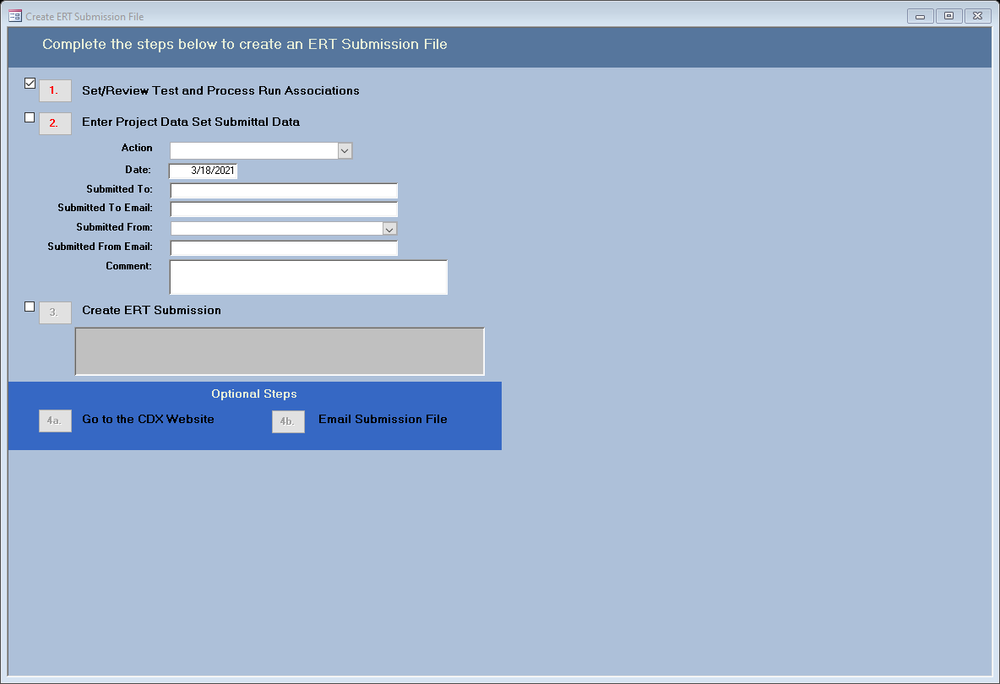 Create ERT Submission File
Complete the steps below to create an ERT Submission File
1. Set/Review Test and Process Run Associations
2. Enter Project Data Set Submittal Data
Action
Date: 3/18/2021
Submitted To:
Submitted To Email:
Submitted From:
Submitted From Email:
Comment:
3. Create ERT Submission
Optional Steps
4a. Go to the CDX Website 4b. Email Submission File